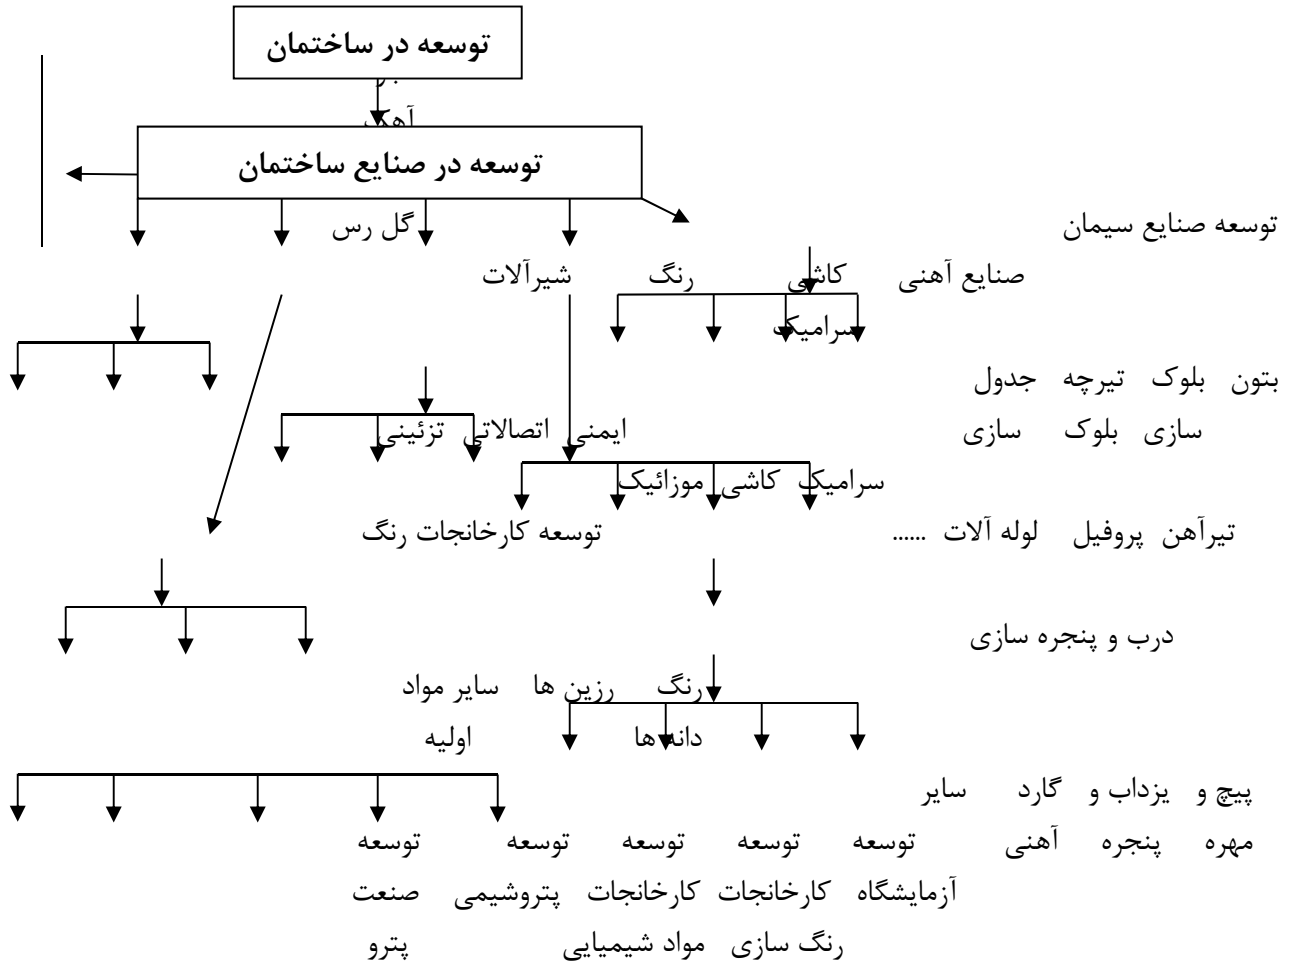 توسعه در ساختمان
آهک
توسعه در صنایع ساختمان
توسعه صنایع سیمان گل رس
صنایع آهنی کاشی رنگ شیرآلات
سرامیک
بتون بلوک تیرچه جدول
سازی بلوک سازی ایمنی اتصالاتی تزئینی
سرامیک کاشی موزائیک
تیرآهن پروفیل لوله آلات ...... توسعه کارخانجات رنگ
درب و پنجره سازی
رنگ رزین ها سایر مواد
دانه ها اولیه
پیچ و یزداب و گارد سایر
مهره پنجره آهنی توسعه توسعه توسعه توسعه توسعه
آزمایشگاه کارخانجات کارخانجات پتروشیمی صنعت
رنگ سازی مواد شیمیایی پترو